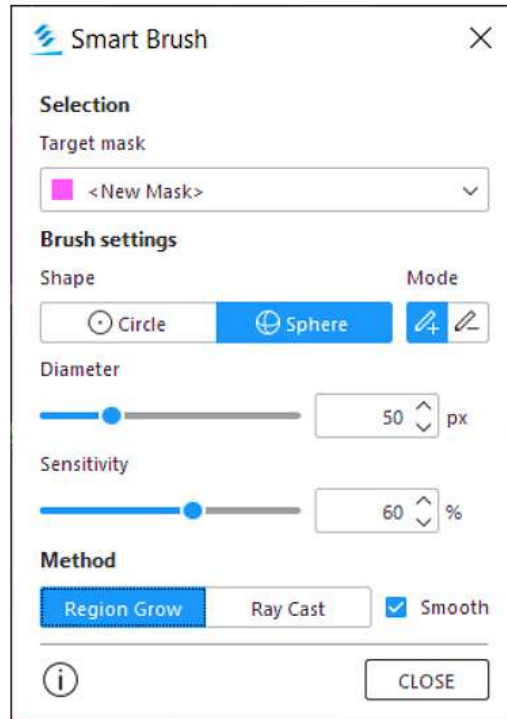 Smart Brush
Selection
Target mask
<New Mask>
Brush settings
Shape Mode
Circle Sphere
Diameter
50 px
Sensitivity
60 %
Method
Region Grow Ray Cast Smooth
CLOSE